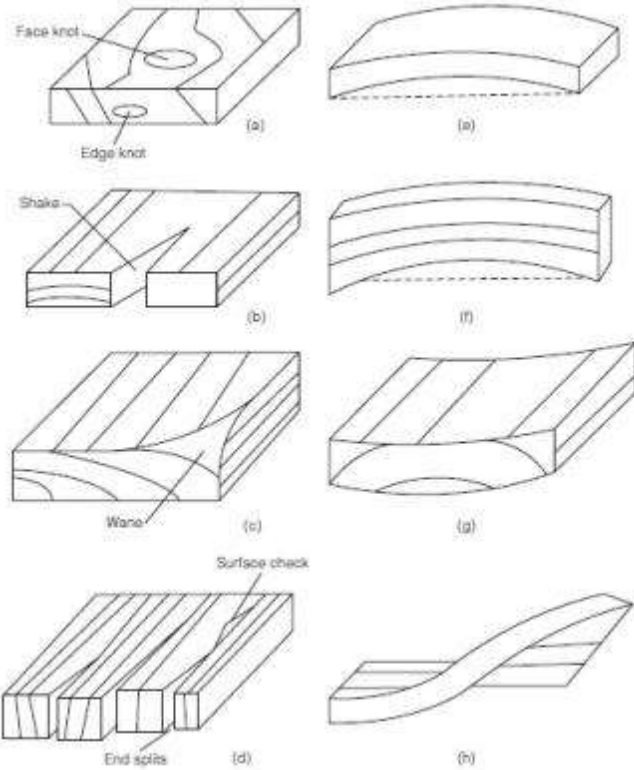 Face knot
(a)
Edge knot
(e)
Shake
(b)
(f)
Wane
(c)
(g)
Surface check
End splits
(d)
(h)